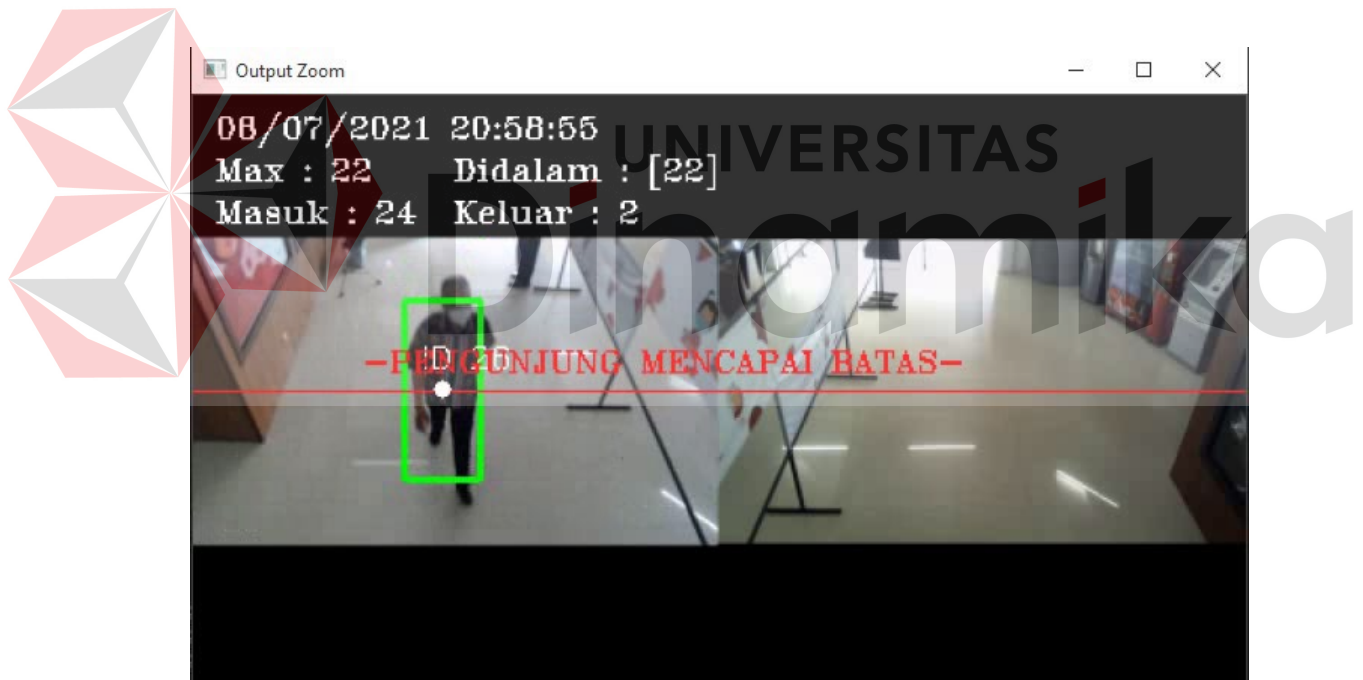 Output Zoom
08/07/2021 20:58:55
Max : 22 Didalam : [22]
Masuk : 24 Keluar : 2
UNIVERSITAS
Dinamika
-PENGUNJUNG MENCAPAI BATAS-
ID